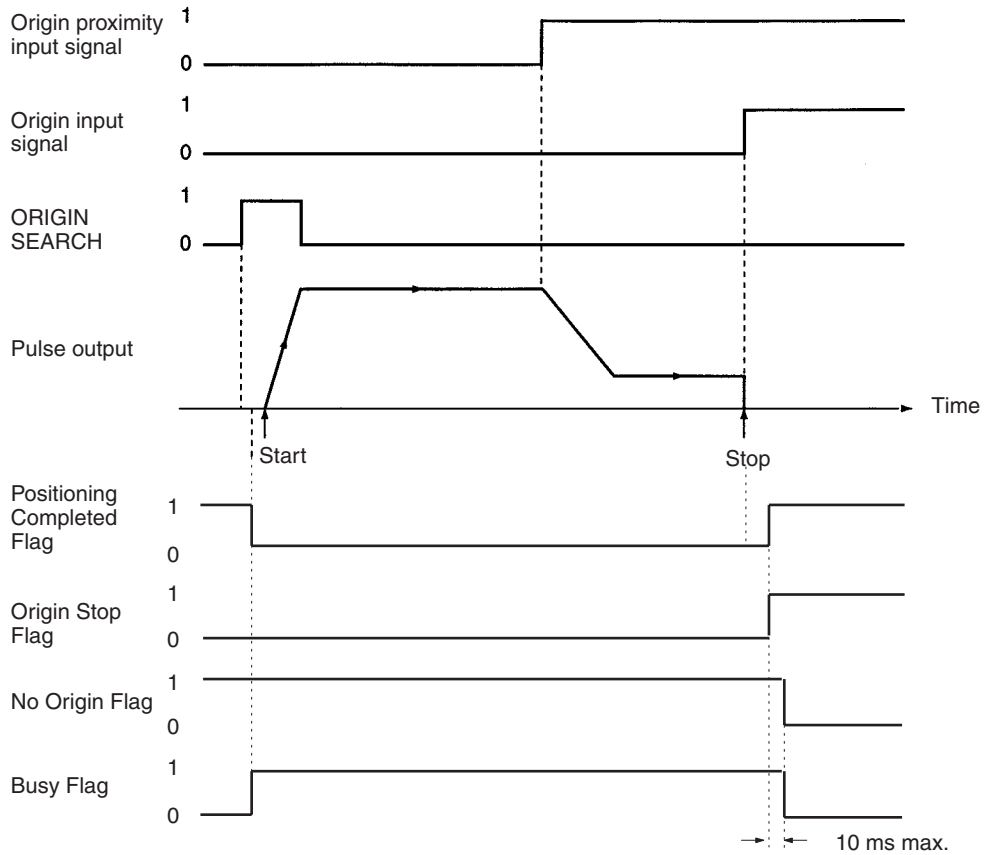 Origin proximity
input signal
1
0
Origin input
signal
1
0
ORIGIN
SEARCH
1
0
Pulse output
Time
Start
Stop
Positioning
Completed
Flag
1
0
Origin Stop
Flag
1
0
No Origin Flag
1
0
Busy Flag
1
0
10 ms max.